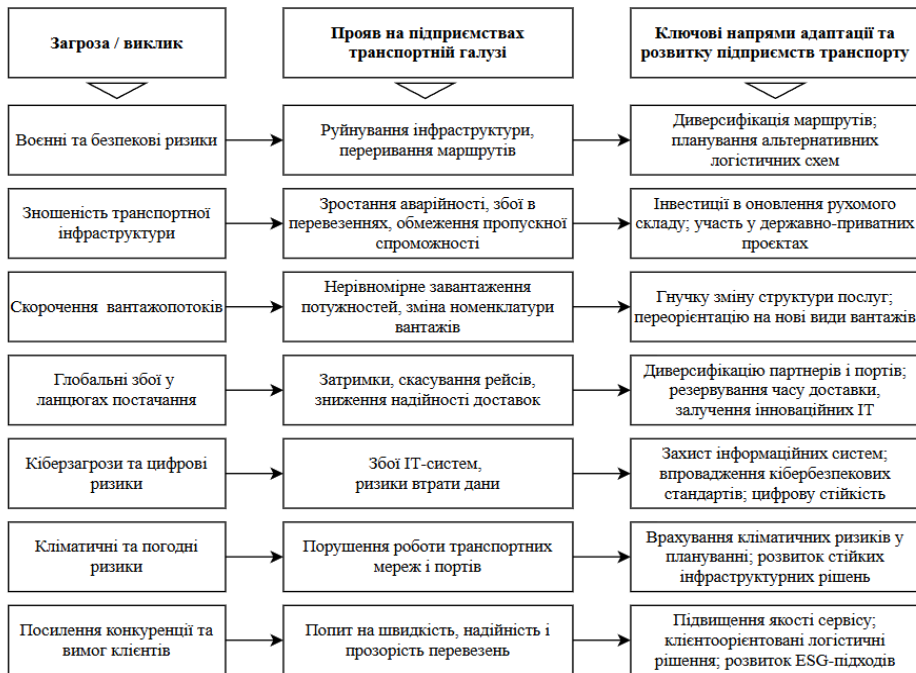 Загроза / виклик
Прояв на підприємствах
транспортній галузі
Ключові напрями адаптації та
розвитку підприємств транспорту
Воєнні та безпекові ризики
Руйнування інфраструктури,
переривання маршрутів
Диверсифікація маршрутів;
планування альтернативних
логістичних схем
Зношеність транспортної
інфраструктури
Зростання аварійності, збої в
перевезеннях, обмеження пропускної
спроможності
Інвестиції в оновлення рухомого
складу; участь у державно-приватних
проєктах
Скорочення вантажопотоків
Нерівномірне завантаження
потужностей, зміна номенклатури
вантажів
Гнучку зміну структури послуг;
переорієнтацію на нові види вантажів
Глобальні збої у
ланцюгах постачання
Затримки, скасування рейсів,
зниження надійності доставок
Диверсифікацію партнерів і портів;
резервування часу доставки,
залучення інноваційних ІТ
Кіберзагрози та цифрові
ризики
Збої ІТ-систем,
ризики втрати дани
Захист інформаційних систем;
впровадження кібербезпекових
стандартів; цифрову стійкість
Кліматичні та погодні
ризики
Порушення роботи транспортних
мереж і портів
Врахування кліматичних ризиків у
плануванні; розвиток стійких
інфраструктурних рішень
Посилення конкуренції та
вимог клієнтів
Попит на швидкість, надійність і
прозорість перевезень
Підвищення якості сервісу;
клієнтоорієнтовані логістичні
рішення; розвиток ESG-підходів